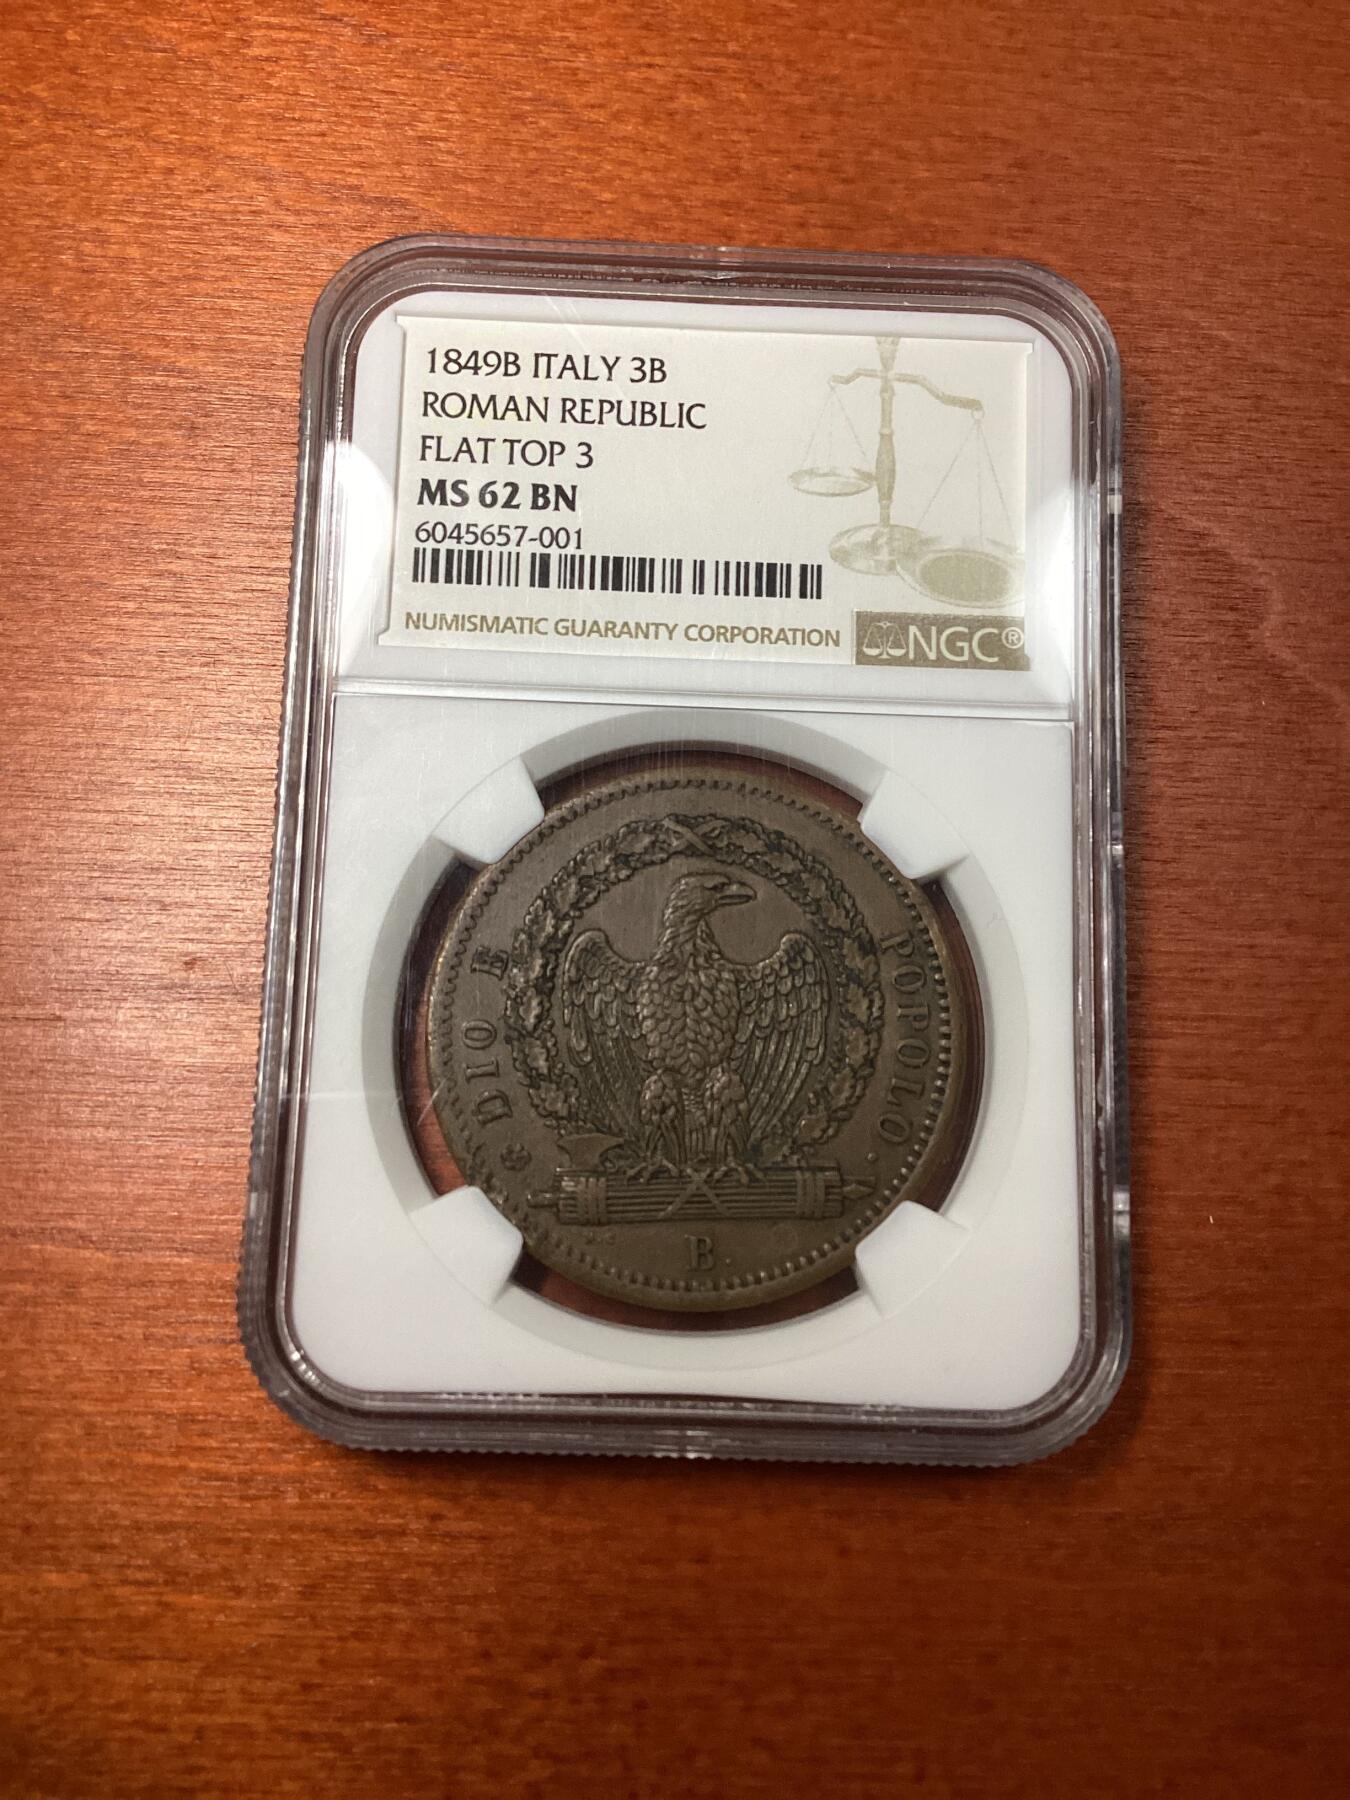 1849B ITALY 3B
ROMAN REPUBLIC
FLAT TOP 3
MS 62 BN
6045657-001
NUMISMATIC GUARANTY CORPORATION
NGC®
DIO E POPOLO.
B.